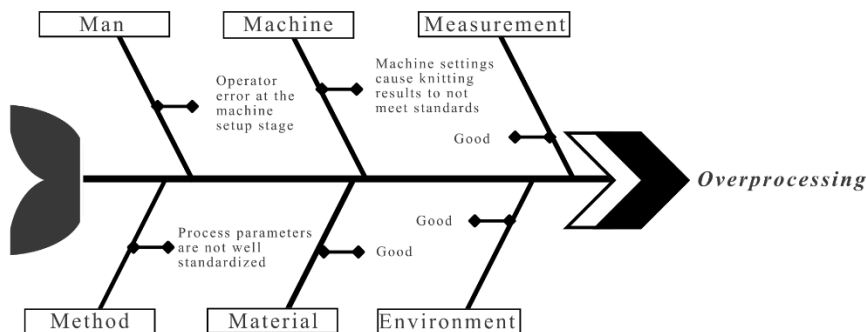 Man
Machine
Measurement
Operator
error at the
machine
setup stage
Machine settings
cause knitting
results to not
meet standards
Good
Overprocessing
Process parameters
are not well
standardized
Good
Good
Method
Material
Environment